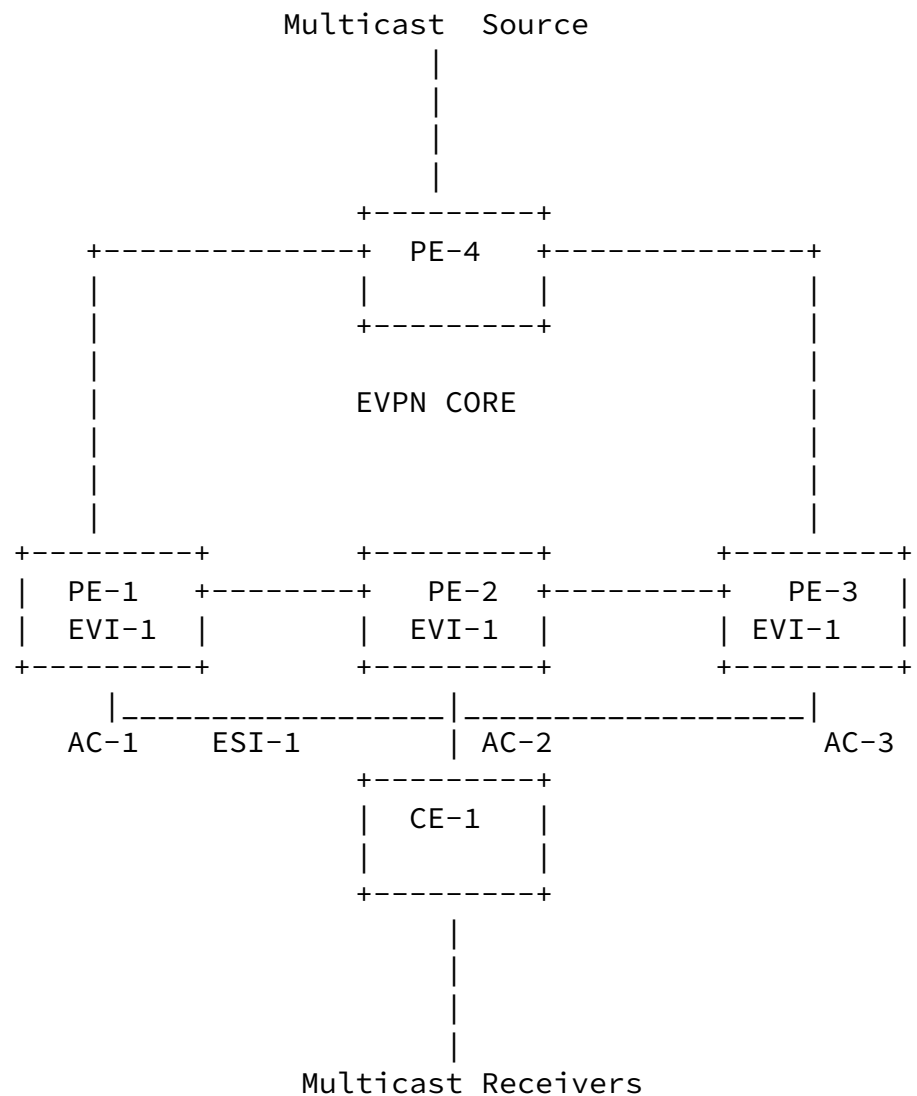 Multicast Source
PE-4
EVPN CORE
PE-1 PE-2 PE-3
EVI-1 EVI-1 EVI-1
AC-1 ESI-1 AC-2 AC-3
CE-1
Multicast Receivers